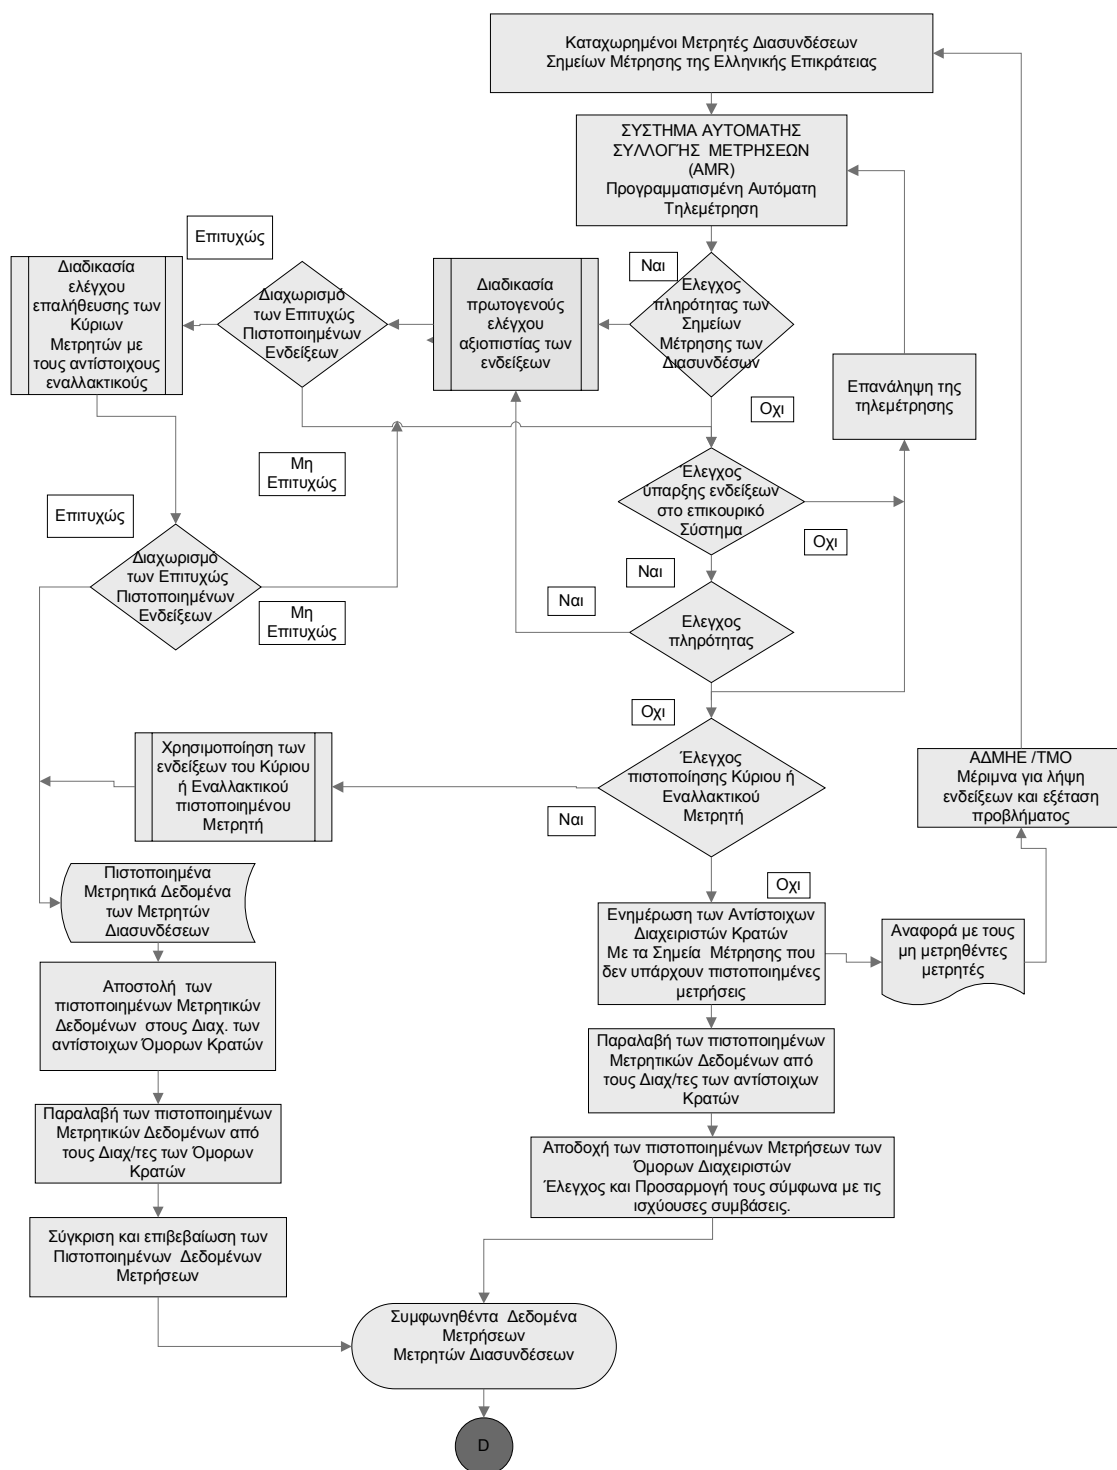 Καταχωρημένοι Μετρητές Διασυνδέσεων
Σημείων Μέτρησης της Ελληνικής Επικράτειας
ΣΥΣΤΗΜΑ ΑΥΤΟΜΑΤΗΣ
ΣΥΛΛΟΓΉΣ ΜΕΤΡΗΣΕΩΝ
(AMR)
Προγραμματισμένη Αυτόματη
Τηλεμέτρηση
Επιτυχώς
Ναι
Διαδικασία
ελέγχου
επαλήθευσης των
Κύριων
Μετρητών με
τους αντίστοιχους
εναλλακτικούς
Διαχωρισμό
των Επιτυχώς
Πιστοποιημένων
Ενδείξεων
Διαδικασία
πρωτογενούς
ελέγχου
αξιοπιστίας των
ενδείξεων
Έλεγχος
πληρότητας των
Σημείων
Μέτρησης των
Διασυνδέσων
Επανάληψη της
τηλεμέτρησης
Οχι
Μη
Επιτυχώς
Έλεγχος
ύπαρξης ενδείξεων
στο επικουρικό
Σύστημα
Επιτυχώς
Οχι
Διαχωρισμό
των Επιτυχώς
Πιστοποιημένων
Ενδείξεων
Ναι
Ναι
Μη
Επιτυχώς
Ελεγχος
πληρότητας
Οχι
Χρησιμοποίηση των
ενδείξεων του Κύριου
ή Εναλλακτικού
πιστοποιημένου
Μετρητή
Έλεγχος
πιστοποίησης Κύριου ή
Εναλλακτικού
Μετρητή
ΑΔΜΗΕ /ΤΜΟ
Μέριμνα για λήψη
ενδείξεων και εξέταση
προβλήματος
Ναι
Οχι
Πιστοποιημένα
Μετρητικά Δεδομένα
των Μετρητών
Διασυνδέσεων
Ενημέρωση των Αντίστοιχων
Διαχειριστών Κρατών
Με τα Σημεία Μέτρησης που
δεν υπάρχουν πιστοποιημένες
μετρήσεις
Αναφορά με τους
μη μετρηθέντες
μετρητές
Αποστολή των
πιστοποιημένων Μετρητικών
Δεδομένων στους Διαχ. των
αντίστοιχων Όμορων Κρατών
Παραλαβή των πιστοποιημένων
Μετρητικών Δεδομένων από
τους Διαχ/τες των αντίστοιχων
Κρατών
Παραλαβή των πιστοποιημένων
Μετρητικών Δεδομένων από
τους Διαχ/τες των Όμορων
Κρατών
Αποδοχή των πιστοποιημένων Μετρήσεων των
Όμορων Διαχειριστών
Έλεγχος και Προσαρμογή τους σύμφωνα με τις
ισχύουσες συμβάσεις.
Σύγκριση και επιβεβαίωση των
Πιστοποιημένων Δεδομένων
Μετρήσεων
Συμφωνηθέντα Δεδομένα
Μετρήσεων
Μετρητών Διασυνδέσεων
D